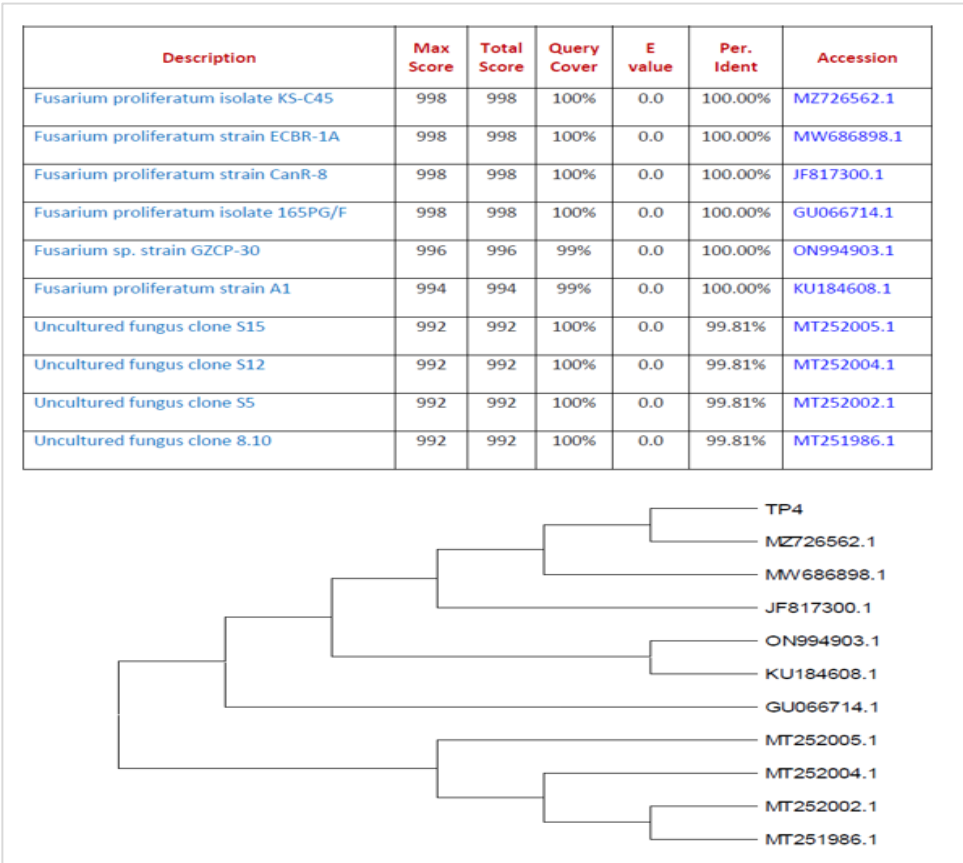 Description Max Score Total Score Query Cover E value Per. Ident Accession
Fusarium proliferatum isolate KS-C45 998 998 100% 0.0 100.00% MZ726562.1
Fusarium proliferatum strain ECBR-1A 998 998 100% 0.0 100.00% MW686898.1
Fusarium proliferatum strain CanR-8 998 998 100% 0.0 100.00% JF817300.1
Fusarium proliferatum isolate 165PG/F 998 998 100% 0.0 100.00% GU066714.1
Fusarium sp. strain GZCP-30 996 996 99% 0.0 100.00% ON994903.1
Fusarium proliferatum strain A1 994 994 99% 0.0 100.00% KU184608.1
Uncultured fungus clone S15 992 992 100% 0.0 99.81% MT252005.1
Uncultured fungus clone S12 992 992 100% 0.0 99.81% MT252004.1
Uncultured fungus clone S5 992 992 100% 0.0 99.81% MT252002.1
Uncultured fungus clone 8.10 992 992 100% 0.0 99.81% MT251986.1
TP4
MZ726562.1
MW686898.1
JF817300.1
ON994903.1
KU184608.1
GU066714.1
MT252005.1
MT252004.1
MT252002.1
MT251986.1